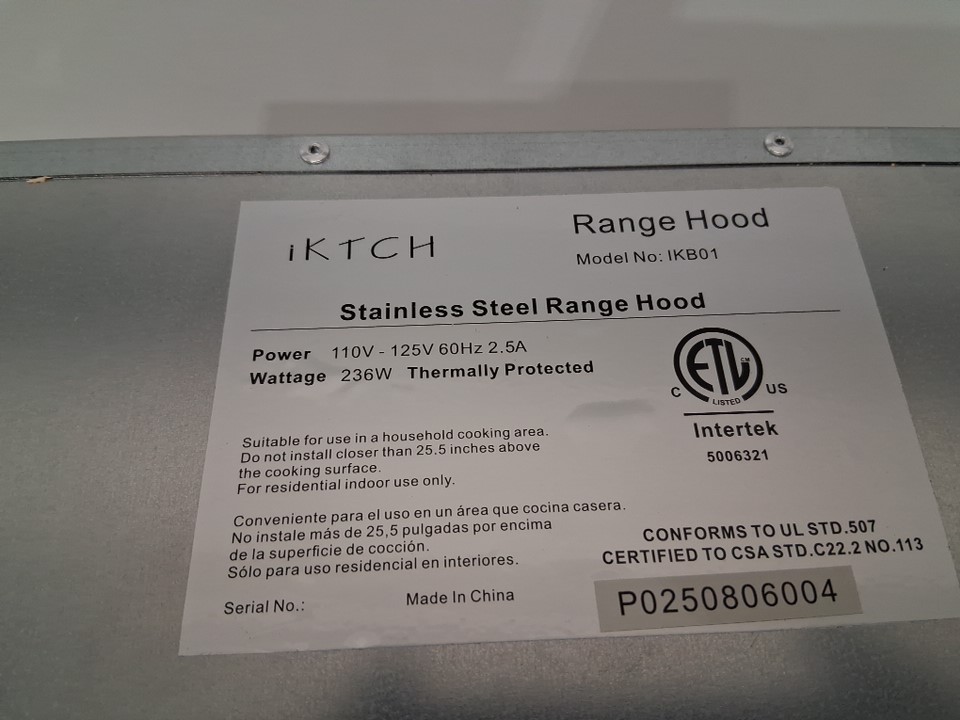 iKTCH
Range Hood
Model No: IKB01
Stainless Steel Range Hood
Power 110V - 125V 60Hz 2.5A
Wattage 236W Thermally Protected
ETL CM
C LISTED US
Intertek
5006321
Suitable for use in a household cooking area.
Do not install closer than 25.5 inches above
the cooking surface.
For residential indoor use only.
Conveniente para el uso en un área que cocina casera.
No instale más de 25,5 pulgadas por encima
de la superficie de cocción.
Sólo para uso residencial en interiores.
CONFORMS TO UL STD.507
CERTIFIED TO CSA STD.C22.2 NO.113
Serial No.:
Made In China
P0250806004